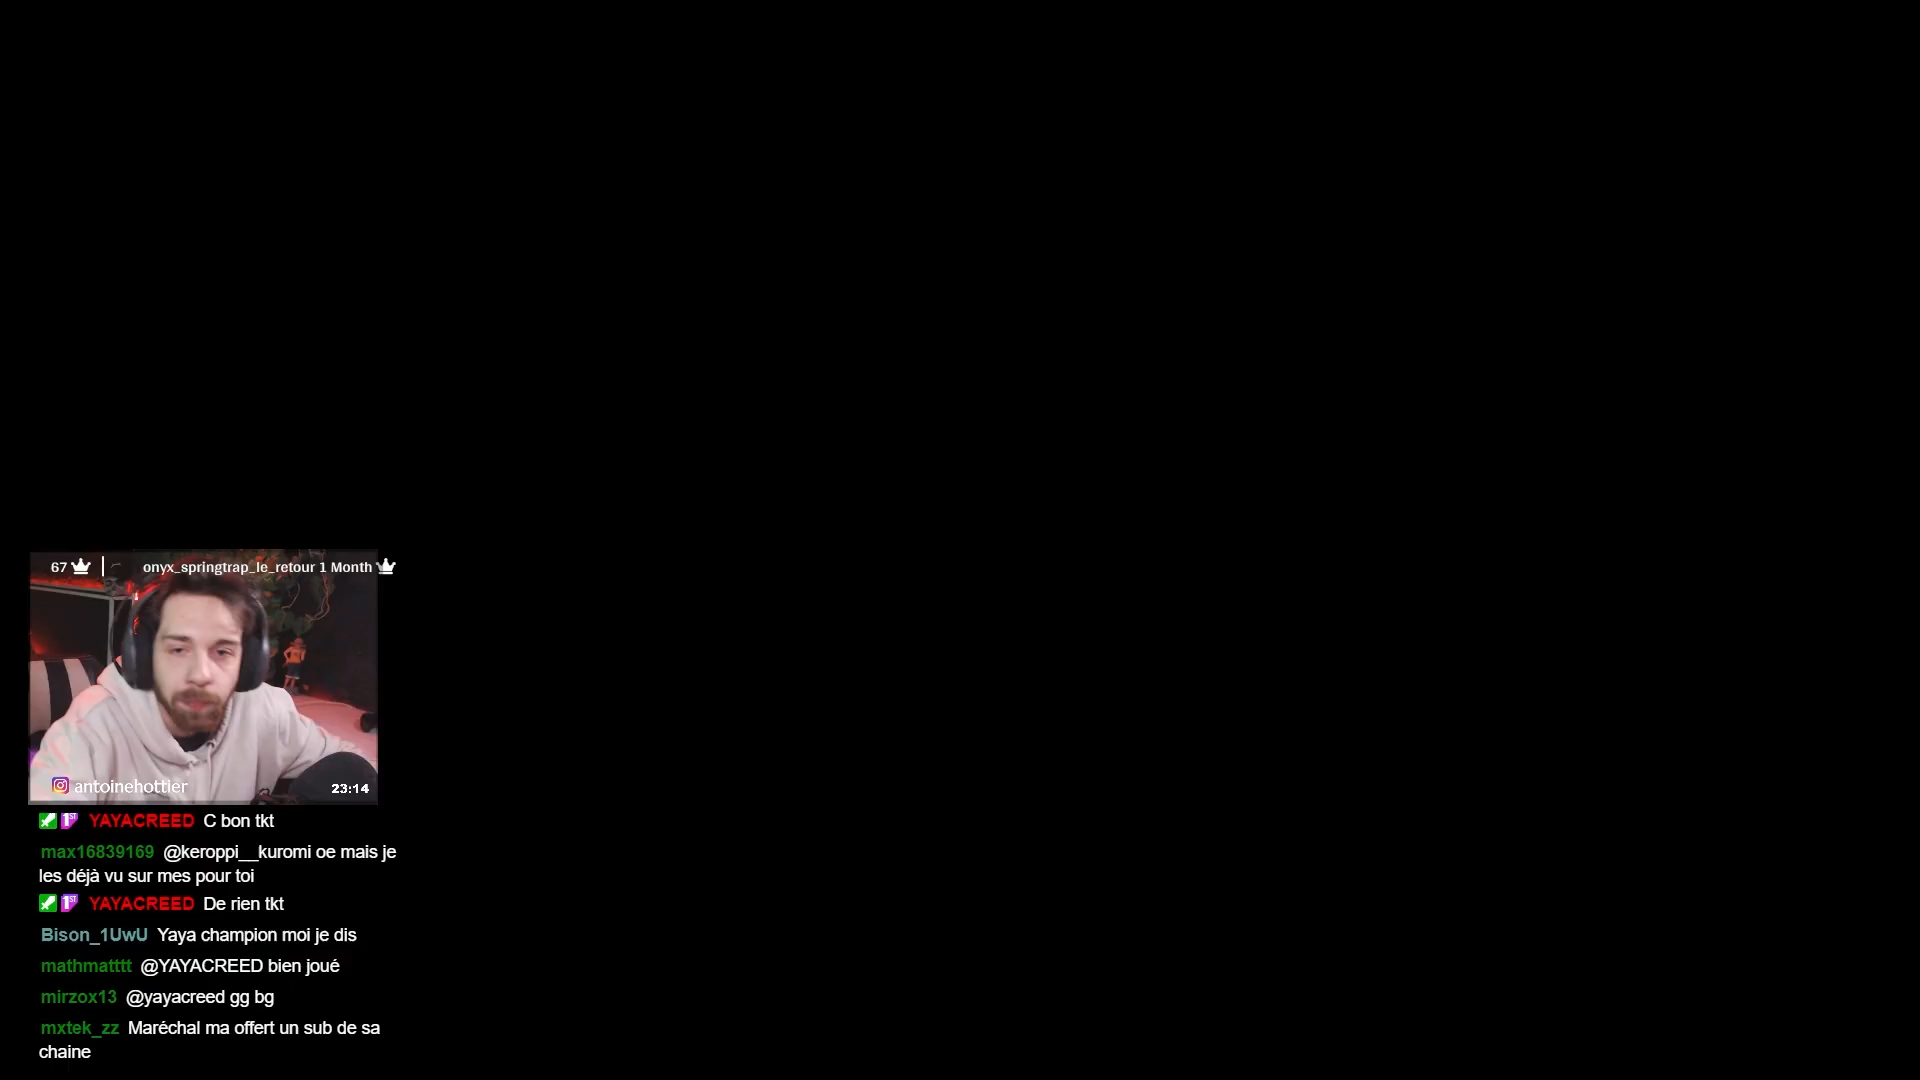 67 onyx_springtrap_le_retour 1 Month
antoinehottier 23:14
1ST YAYACREED C bon tkt
max16839169 @keroppi__kuromi oe mais je
les déjà vu sur mes pour toi
1ST YAYACREED De rien tkt
Bison_1UwU Yaya champion moi je dis
mathmatttt @YAYACREED bien joué
mirzox13 @yayacreed gg bg
mxtek_zz Maréchal ma offert un sub de sa
chaine